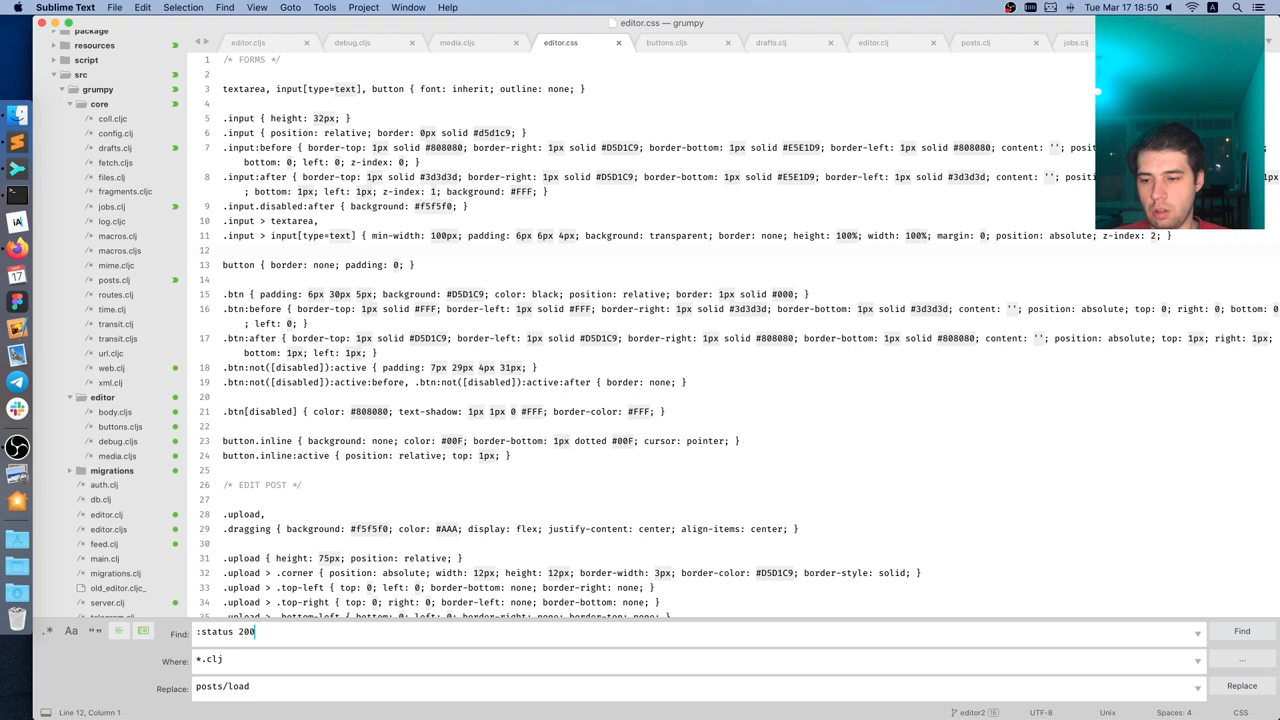 Sublime Text File Edit Selection Find View Goto Tools Project Window Help
Tue 17 Mar 18:50
editor.css — grumpy
editor.cljs
debug.cljs
media.cljs
editor.css
buttons.cljs
drafts.clj
editor.clj
posts.clj
jobs.clj
package
resources
script
src
grumpy
core
coll.cljc
config.clj
drafts.clj
fetch.cljs
files.clj
fragments.cljc
jobs.clj
log.cljc
macros.clj
macros.cljs
mime.cljc
posts.clj
routes.clj
time.clj
transit.clj
transit.cljs
url.cljc
web.clj
xml.clj
editor
body.cljs
buttons.cljs
debug.cljs
media.cljs
migrations
auth.clj
db.clj
editor.clj
editor.cljs
feed.clj
main.clj
migrations.clj
old_editor.cljc_
server.clj
telegram.clj
1 /* FORMS */
2
3 textarea, input[type=text], button { font: inherit; outline: none; }
4
5 .input { height: 32px; }
6 .input { position: relative; border: 0px solid #d5d1c9; }
7 .input:before { border-top: 1px solid #808080; border-right: 1px solid #D5D1C9; border-bottom: 1px solid #E5E1D9; border-left: 1px solid #808080; content: ''; posit
bottom: 0; left: 0; z-index: 0; }
8 .input:after { border-top: 1px solid #3d3d3d; border-right: 1px solid #D5D1C9; border-bottom: 1px solid #E5E1D9; border-left: 1px solid #3d3d3d; content: ''; posit 1px
; bottom: 1px; left: 1px; z-index: 1; background: #FFF; }
9 .input.disabled:after { background: #f5f5f0; }
10 .input > textarea,
11 .input > input[type=text] { min-width: 100px; padding: 6px 6px 4px; background: transparent; border: none; height: 100%; width: 100%; margin: 0; position: absolute; z-index: 2; }
12
13 button { border: none; padding: 0; }
14
15 .btn { padding: 6px 30px 5px; background: #D5D1C9; color: black; position: relative; border: 1px solid #000; }
16 .btn:before { border-top: 1px solid #FFF; border-left: 1px solid #FFF; border-right: 1px solid #3d3d3d; border-bottom: 1px solid #3d3d3d; content: ''; position: absolute; top: 0; right: 0; bottom: 0
; left: 0; }
17 .btn:after { border-top: 1px solid #D5D1C9; border-left: 1px solid #D5D1C9; border-right: 1px solid #808080; border-bottom: 1px solid #808080; content: ''; position: absolute; top: 1px; right: 1px;
bottom: 1px; left: 1px; }
18 .btn:not([disabled]):active { padding: 7px 29px 4px 31px; }
19 .btn:not([disabled]):active:before, .btn:not([disabled]):active:after { border: none; }
20
21 .btn[disabled] { color: #808080; text-shadow: 1px 1px 0 #FFF; border-color: #FFF; }
22
23 button.inline { background: none; color: #00F; border-bottom: 1px dotted #00F; cursor: pointer; }
24 button.inline:active { position: relative; top: 1px; }
25
26 /* EDIT POST */
27
28 .upload,
29 .dragging { background: #f5f5f0; color: #AAA; display: flex; justify-content: center; align-items: center; }
30
31 .upload { height: 75px; position: relative; }
32 .upload > .corner { position: absolute; width: 12px; height: 12px; border-width: 3px; border-color: #D5D1C9; border-style: solid; }
33 .upload > .top-left { top: 0; left: 0; border-bottom: none; border-right: none; }
34 .upload > .top-right { top: 0; right: 0; border-left: none; border-bottom: none; }
35 .upload > .bottom-left { bottom: 0; left: 0; border-right: none; border-top: none; }
.* Aa “” Find: :status 200 Find
Where: *.clj ...
Replace: posts/load Replace
Line 12, Column 1 editor2 16 UTF-8 Unix Spaces: 4 CSS